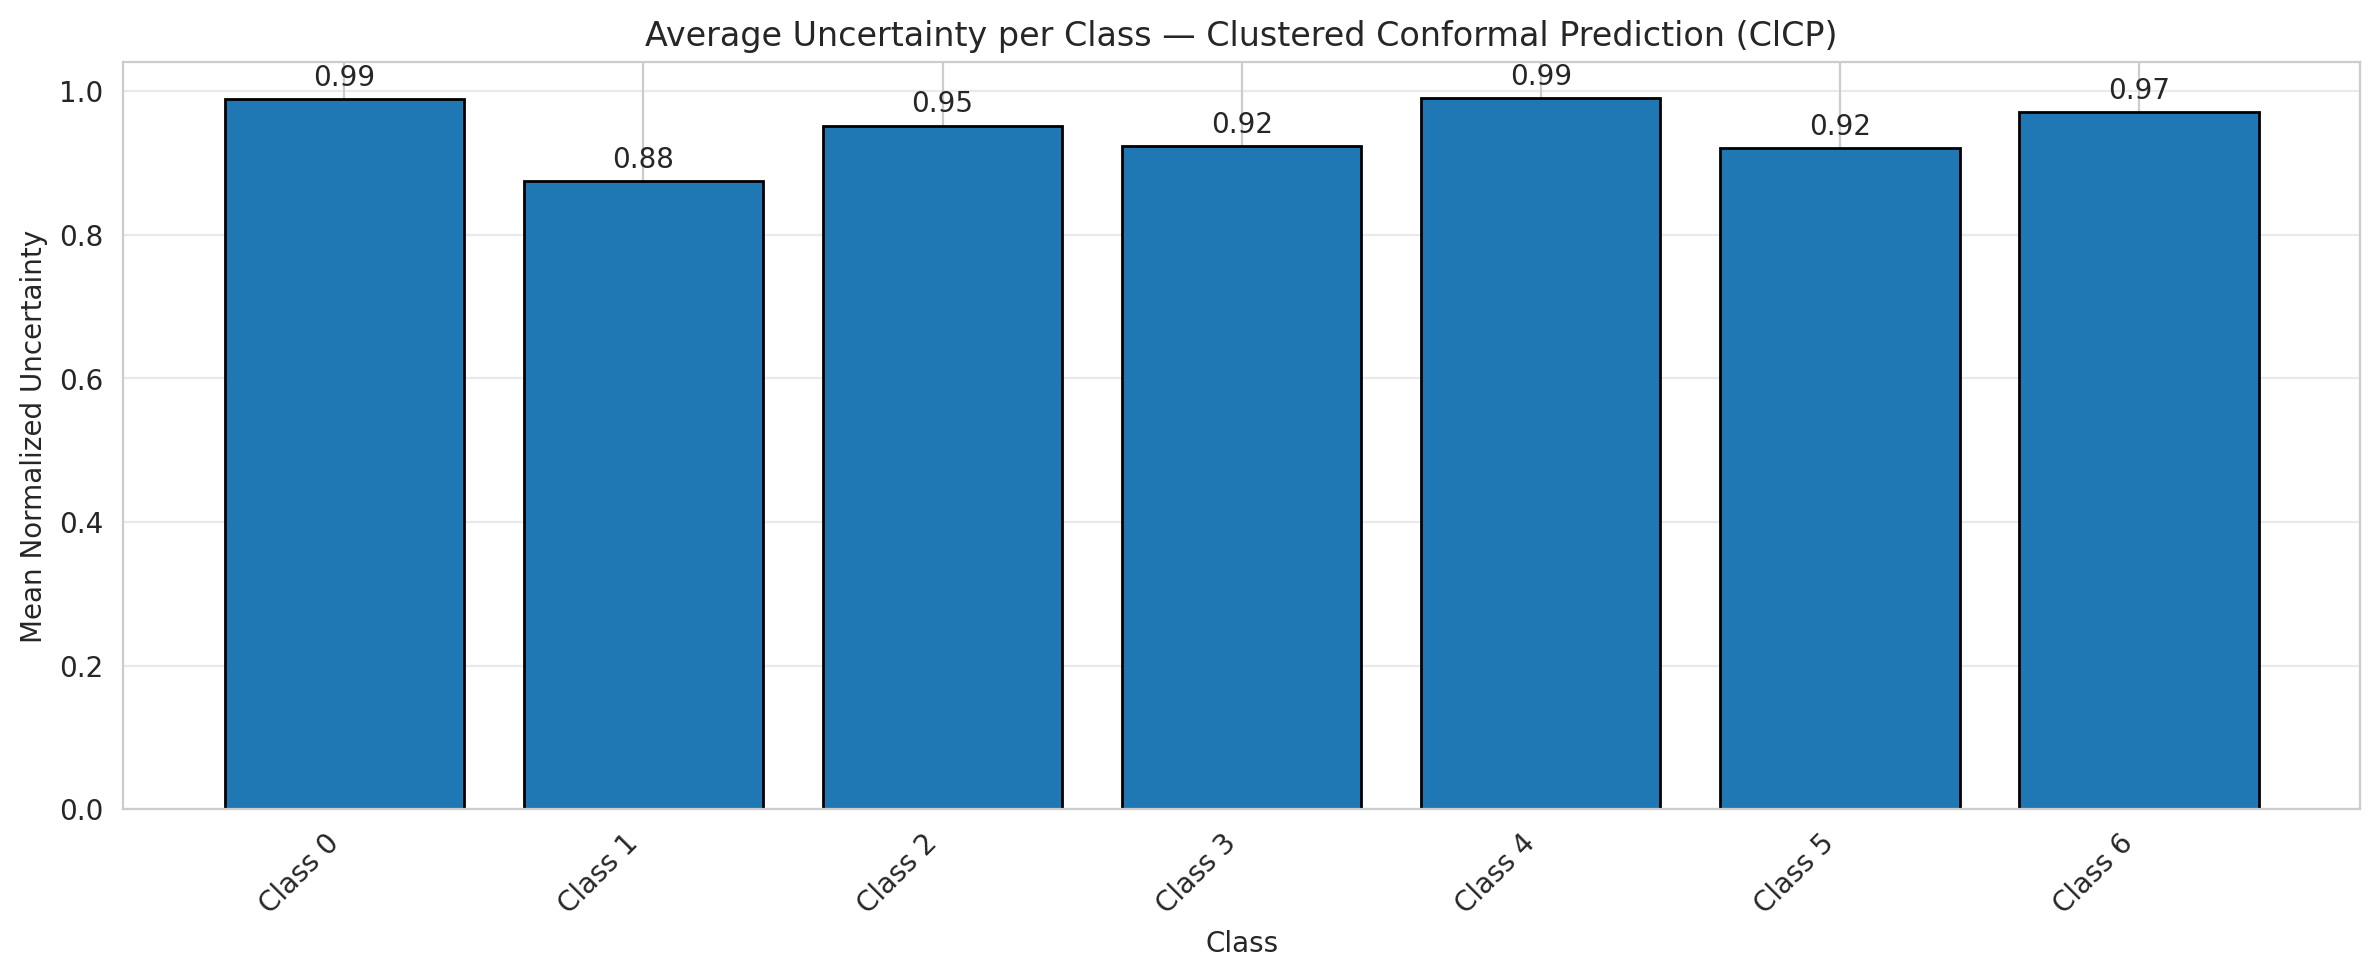 Average Uncertainty per Class — Clustered Conformal Prediction (ClCP)
Mean Normalized Uncertainty
1.0
0.8
0.6
0.4
0.2
0.0
0.99
0.88
0.95
0.92
0.99
0.92
0.97
Class 0
Class 1
Class 2
Class 3
Class 4
Class 5
Class 6
Class